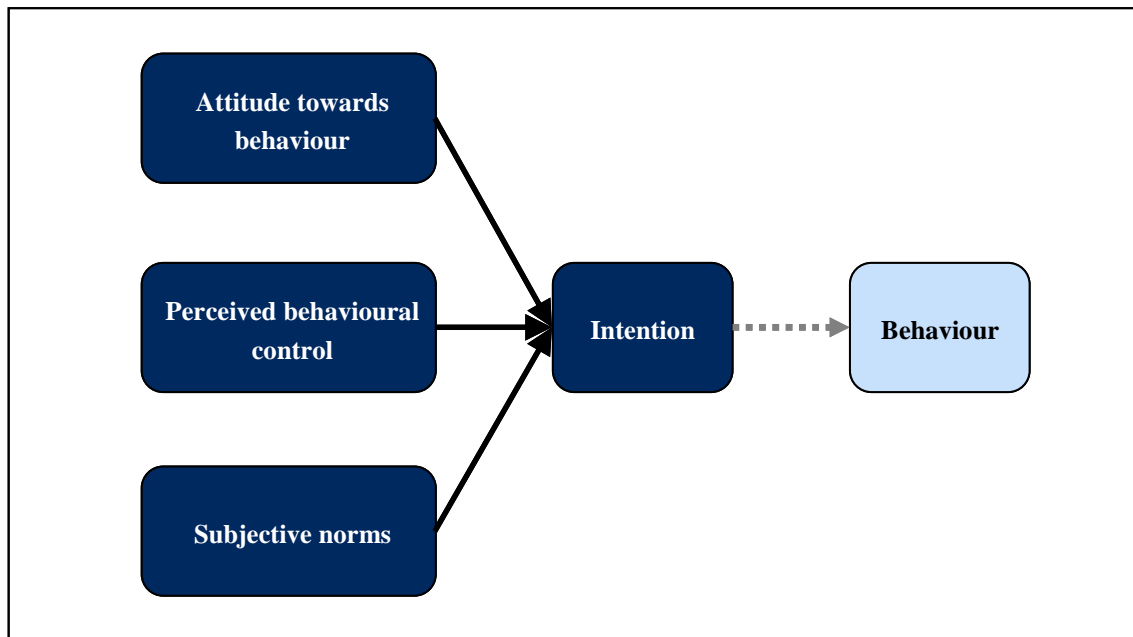 Attitude towards
behaviour
Perceived behavioural
control
Intention
Behaviour
Subjective norms